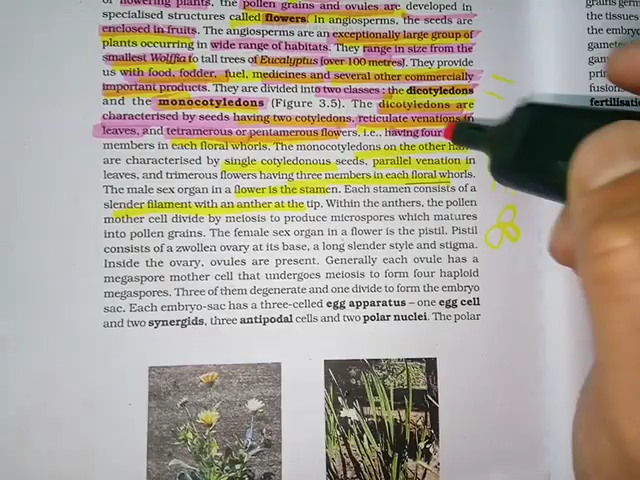 of flowering plants, the pollen grains and ovules are developed in
specialised structures called flowers. In angiosperms, the seeds are
enclosed in fruits. The angiosperms are an exceptionally large group of
plants occurring in wide range of habitats. They range in size from the
smallest Wolffia to tall trees of Eucalyptus (over 100 metres). They provide
us with food, fodder, fuel, medicines and several other commercially
important products. They are divided into two classes : the dicotyledons
and the monocotyledons (Figure 3.5). The dicotyledons are
characterised by seeds having two cotyledons, reticulate venations in
leaves, and tetramerous or pentamerous flowers, i.e., having four
members in each floral whorls. The monocotyledons on the other
are characterised by single cotyledonous seeds, parallel venation in
leaves, and trimerous flowers having three members in each floral whorls.
The male sex organ in a flower is the stamen. Each stamen consists of a
slender filament with an anther at the tip. Within the anthers, the pollen
mother cell divide by meiosis to produce microspores which matures
into pollen grains. The female sex organ in a flower is the pistil. Pistil
consists of a zwollen ovary at its base, a long slender style and stigma.
Inside the ovary, ovules are present. Generally each ovule has a
megaspore mother cell that undergoes meiosis to form four haploid
megaspores. Three of them degenerate and one divide to form the embryo
sac. Each embryo-sac has a three-celled egg apparatus – one egg cell
and two synergids, three antipodal cells and two polar nuclei. The polar
grains germ
the tissues
the em
gamet
gam
pri
fusion
fertilisati